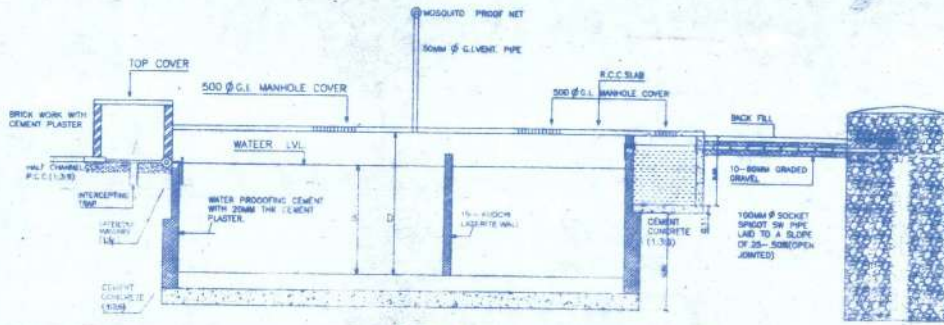 MOSQUITO PROOF NET
50MM Ø G.I.VENT. PIPE
TOP COVER
500 Ø G.I. MANHOLE COVER
R.C.C. SLAB
500 Ø G.I. MANHOLE COVER
BRICK WORK WITH
CEMENT PLASTER
BACK FILL
WATEER LVL.
HALF CHANNEL
P.C.C (1:3:6)
10-80MM GRADED
GRAVEL
INTERCEPTING
TRAP
WATER PROOFING CEMENT
WITH 20MM THK CEMENT
PLASTER.
D
LATERITE WALL
CEMENT
CONCRETE
(1:3:6)
SOCKET
SPIGOT SW PIPE
LAID TO A SLOPE
(OPEN
JOINTED)
CEMENT
CONCRETE